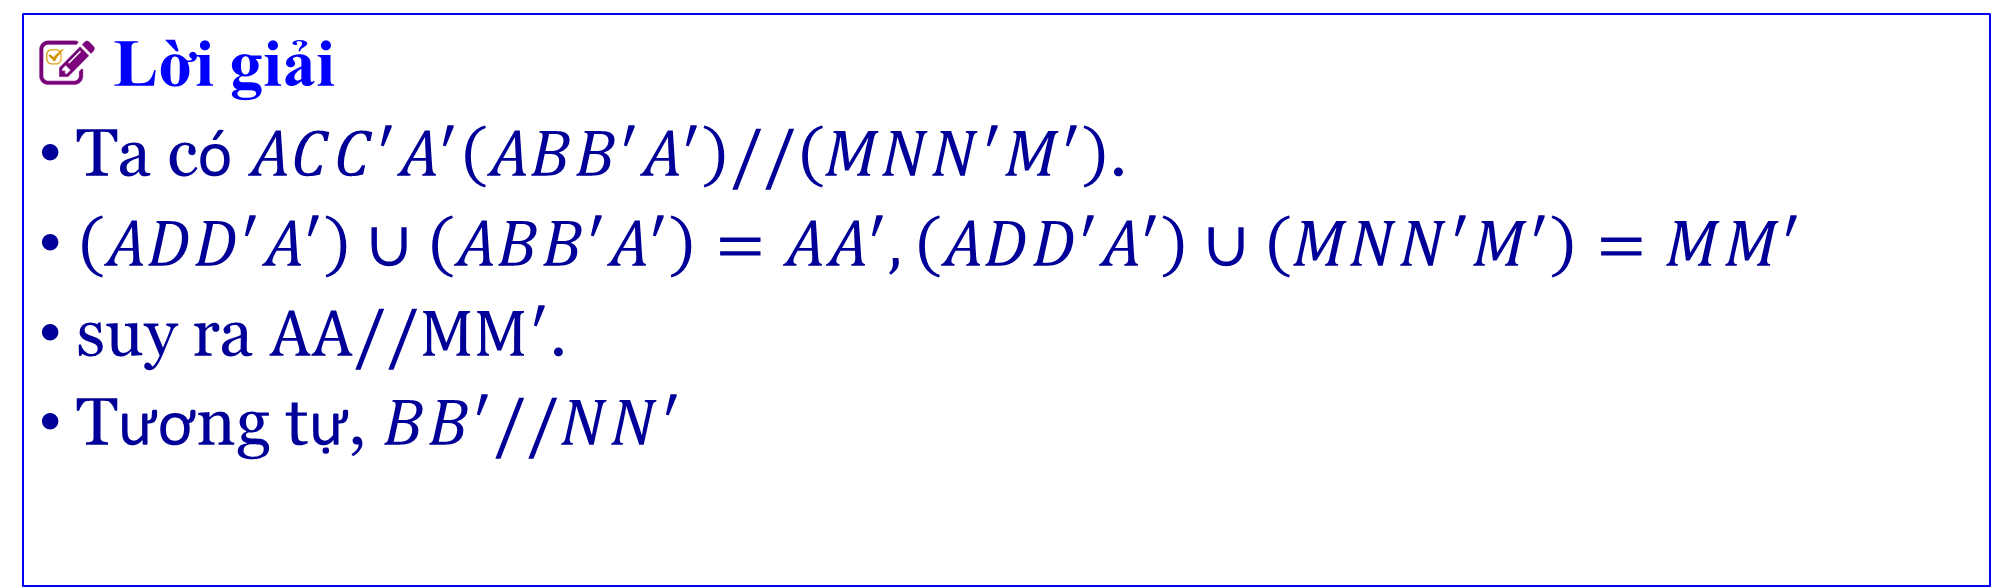 Lời giải
• Ta có ACC′A′(ABB′A′)//(MNN′M′).
• (ADD′A′) ∪ (ABB′A′) = AA′, (ADD′A′) ∪ (MNN′M′) = MM′
• suy ra AA//MM′.
• Tương tự, BB′//NN′